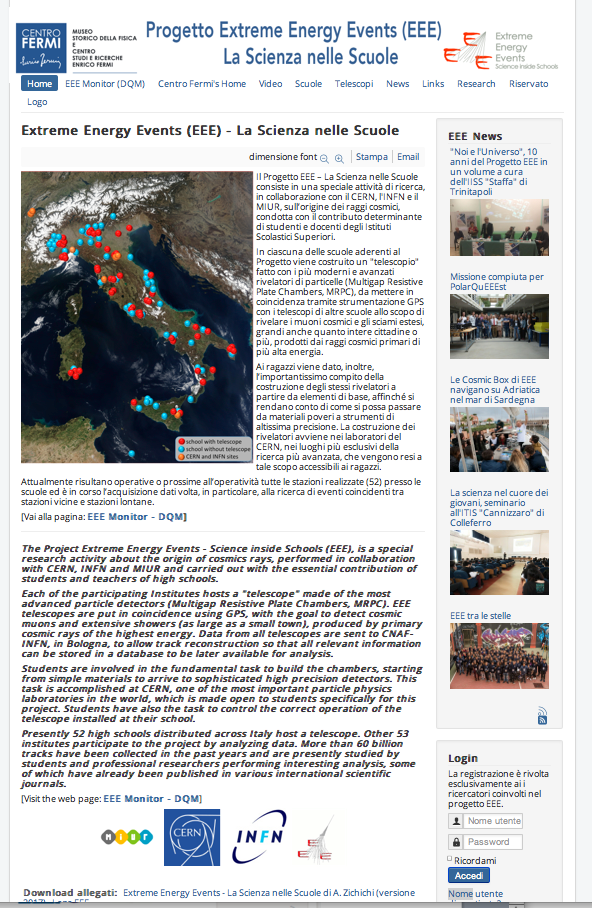 CENTRO
FERMI
MUSEO
STORICO DELLA FISICA
E
CENTRO
STUDI E RICERCHE
ENRICO FERMI
Progetto Extreme Energy Events (EEE)
La Scienza nelle Scuole
Extreme
Energy
Events
Science inside Schools
Home EEE Monitor (DQM) Centro Fermi's Home Video Scuole Telescopi News Links Research Riservato
Logo
Extreme Energy Events (EEE) - La Scienza nelle Scuole
dimensione font Stampa Email
school with telescope
school without telescope
CERN and INFN sites
Il Progetto EEE – La Scienza nelle Scuole
consiste in una speciale attività di ricerca,
in collaborazione con il CERN, l'INFN e il
MIUR, sull'origine dei raggi cosmici,
condotta con il contributo determinante
di studenti e docenti degli Istituti
Scolastici Superiori.
In ciascuna delle scuole aderenti al
Progetto viene costruito un "telescopio"
fatto con i più moderni e avanzati
rivelatori di particelle (Multigap Resistive
Plate Chambers, MRPC), da mettere in
coincidenza tramite strumentazione GPS
con i telescopi di altre scuole allo scopo di
rivelare i muoni cosmici e gli sciami estesi,
grandi anche quanto intere cittadine o
più, prodotti dai raggi cosmici primari di
più alta energia.
Ai ragazzi viene dato, inoltre,
l'importantissimo compito della
costruzione degli stessi rivelatori a
partire da elementi di base, affinché si
rendano conto di come si possa passare
da materiali poveri a strumenti di
altissima precisione. La costruzione dei
rivelatori avviene nei laboratori del
CERN, nei luoghi più esclusivi della
ricerca più avanzata, che vengono resi a
tale scopo accessibili ai ragazzi.
Attualmente risultano operative o prossime all'operatività tutte le stazioni realizzate (52) presso le
scuole ed è in corso l'acquisizione dati volta, in particolare, alla ricerca di eventi coincidenti tra
stazioni vicine e stazioni lontane.
[Vai alla pagina: EEE Monitor - DQM]
The Project Extreme Energy Events - Science inside Schools (EEE), is a special
research activity about the origin of cosmics rays, performed in collaboration
with CERN, INFN and MIUR and carried out with the essential contribution of
students and teachers of high schools.
Each of the participating Institutes hosts a "telescope" made of the most
advanced particle detectors (Multigap Resistive Plate Chambers, MRPC). EEE
telescopes are put in coincidence using GPS, with the goal to detect cosmic
muons and extensive showers (as large as a small town), produced by primary
cosmic rays of the highest energy. Data from all telescopes are sent to CNAF-
INFN, in Bologna, to allow track reconstruction so that all relevant information
can be stored in a database to be later available for analysis.
Students are involved in the fundamental task to build the chambers, starting
from simple materials to arrive to sophisticated high precision detectors. This
task is accomplished at CERN, one of the most important particle physics
laboratories in the world, which is made open to students specifically for this
project. Students have also the task to control the correct operation of the
telescope installed at their school.
Presently 52 high schools distributed across Italy host a telescope. Other 53
institutes participate to the project by analyzing data. More than 60 billion
tracks have been collected in the past years and are presently studied by
students and professional researchers performing interesting analysis, some
of which have already been published in various international scientific
journals.
[Visit the web page: EEE Monitor - DQM]
MIUR CERN INFN
Download allegati: Extreme Energy Events - La Scienza nelle Scuole di A. Zichichi (versione
EEE News
"Noi e l'Universo", 10
anni del Progetto EEE in
un volume a cura
dell'IISS "Staffa" di
Trinitapoli
Missione compiuta per
PolarQuEEEst
Le Cosmic Box di EEE
navigano su Adriatica
nel mar di Sardegna
La scienza nel cuore dei
giovani, seminario
all'ITIS "Cannizzaro" di
Colleferro
EEE tra le stelle
Login
La registrazione è rivolta
esclusivamente ai i
ricercatori coinvolti nel
progetto EEE.
Nome utente
Password
Ricordami
Accedi
Nome utente